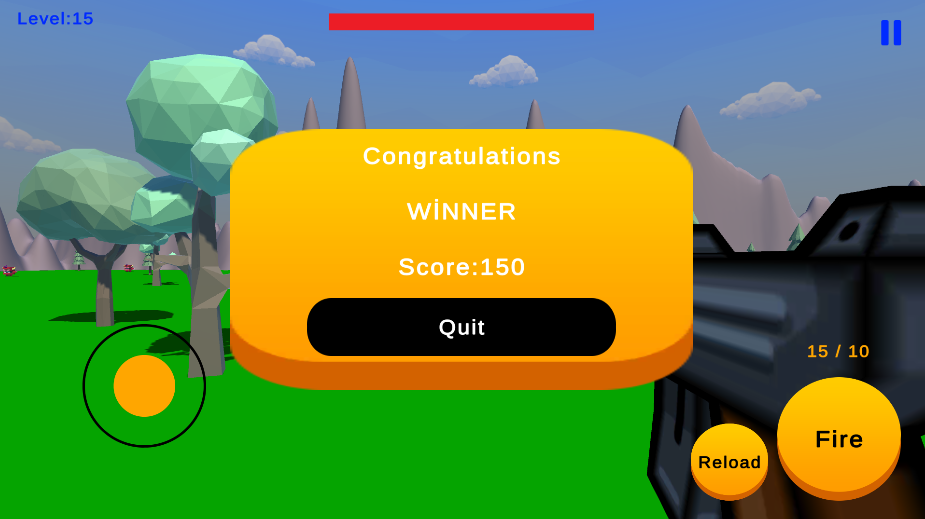 Level:15
Congratulations
WİNNER
Score:150
Quit
15 / 10
Fire
Reload